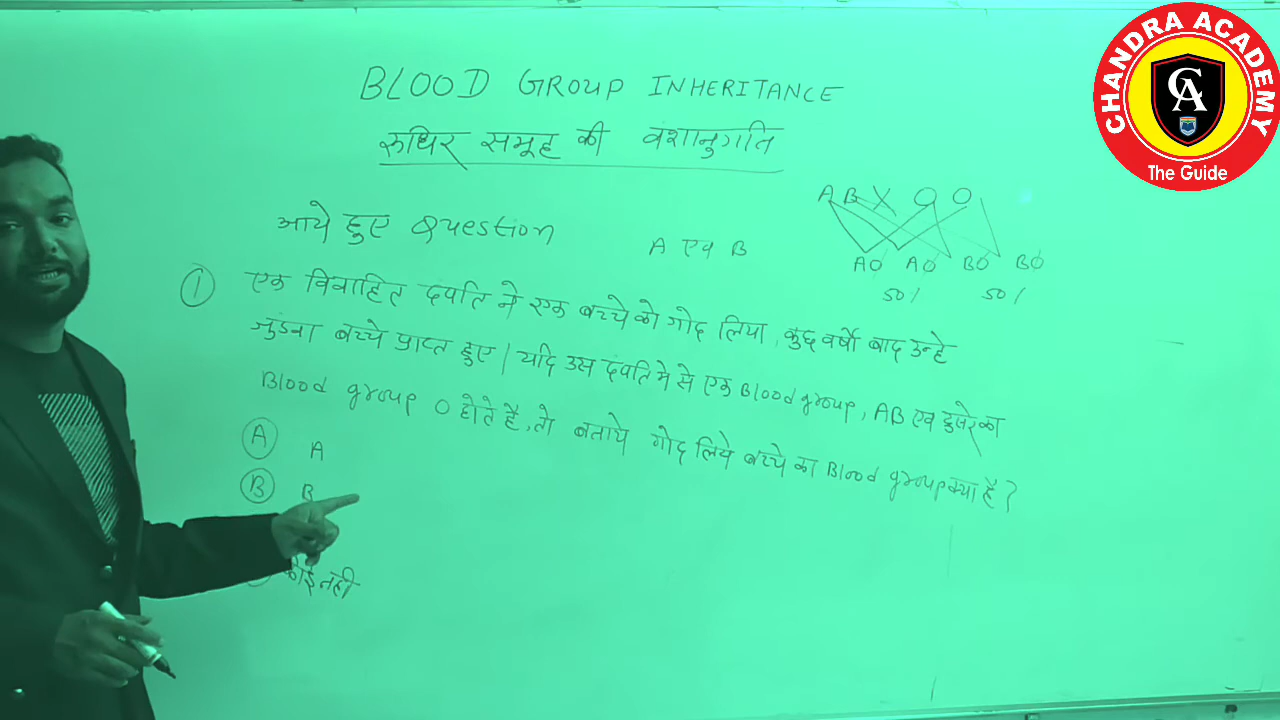 BLOOD GROUP INHERITANCE
रुधिर समूह की वंशानुगति
आये हुए Question
A एवं B
AB X OO
AO AO BO BO
50% 50%
① एक विवाहित दंपति ने एक बच्चे को गोद लिया, कुछ वर्षो बाद उन्हे
जुड़वा बच्चे प्राप्त हुए | यदि उस दंपति मे से एक Blood group, AB एवं दुसरे का
Blood group O होते है, तो बताये गोद लिये बच्चे का Blood group क्या है ?
Ⓐ A
Ⓑ B
कोई नही
CHANDRA ACADEMY
CA
The Guide